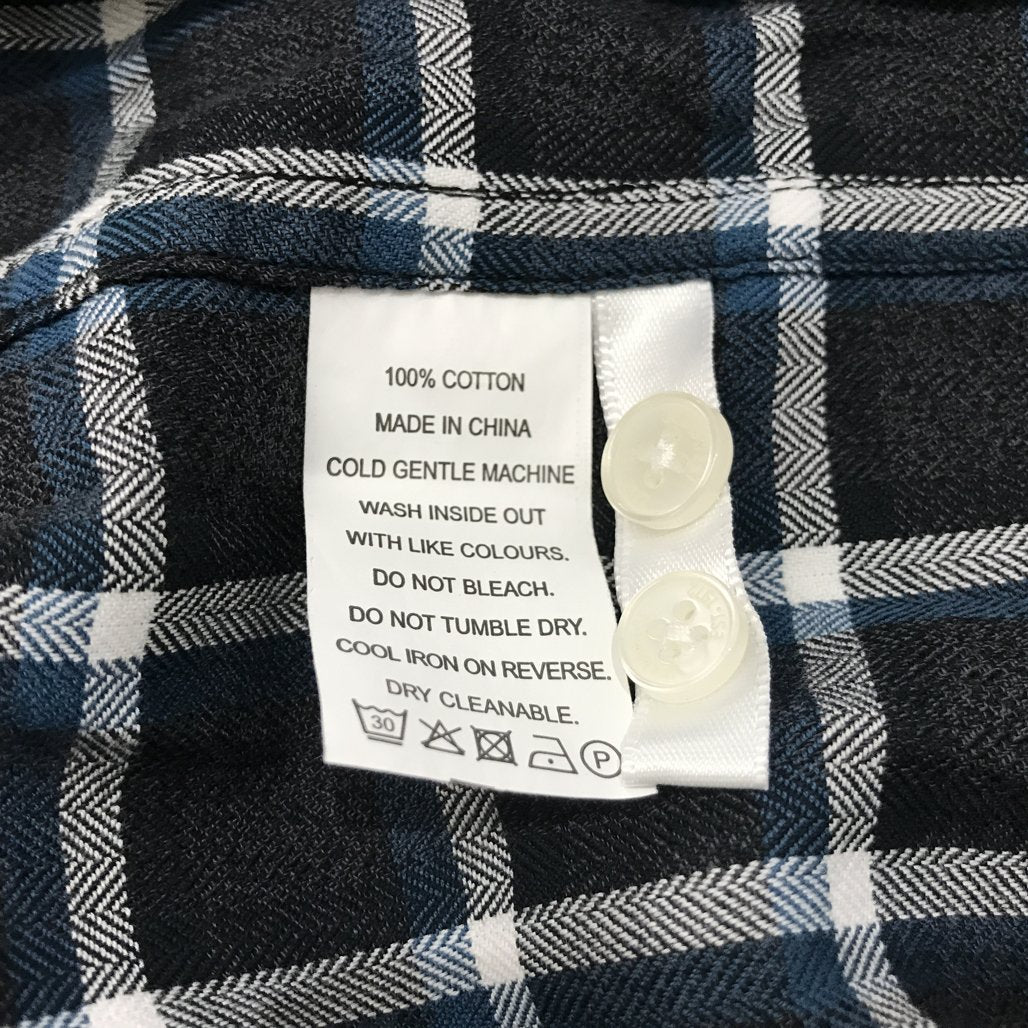 100% COTTON
MADE IN CHINA
COLD GENTLE MACHINE
WASH INSIDE OUT
WITH LIKE COLOURS.
DO NOT BLEACH.
DO NOT TUMBLE DRY.
COOL IRON ON REVERSE.
DRY CLEANABLE.
30
P